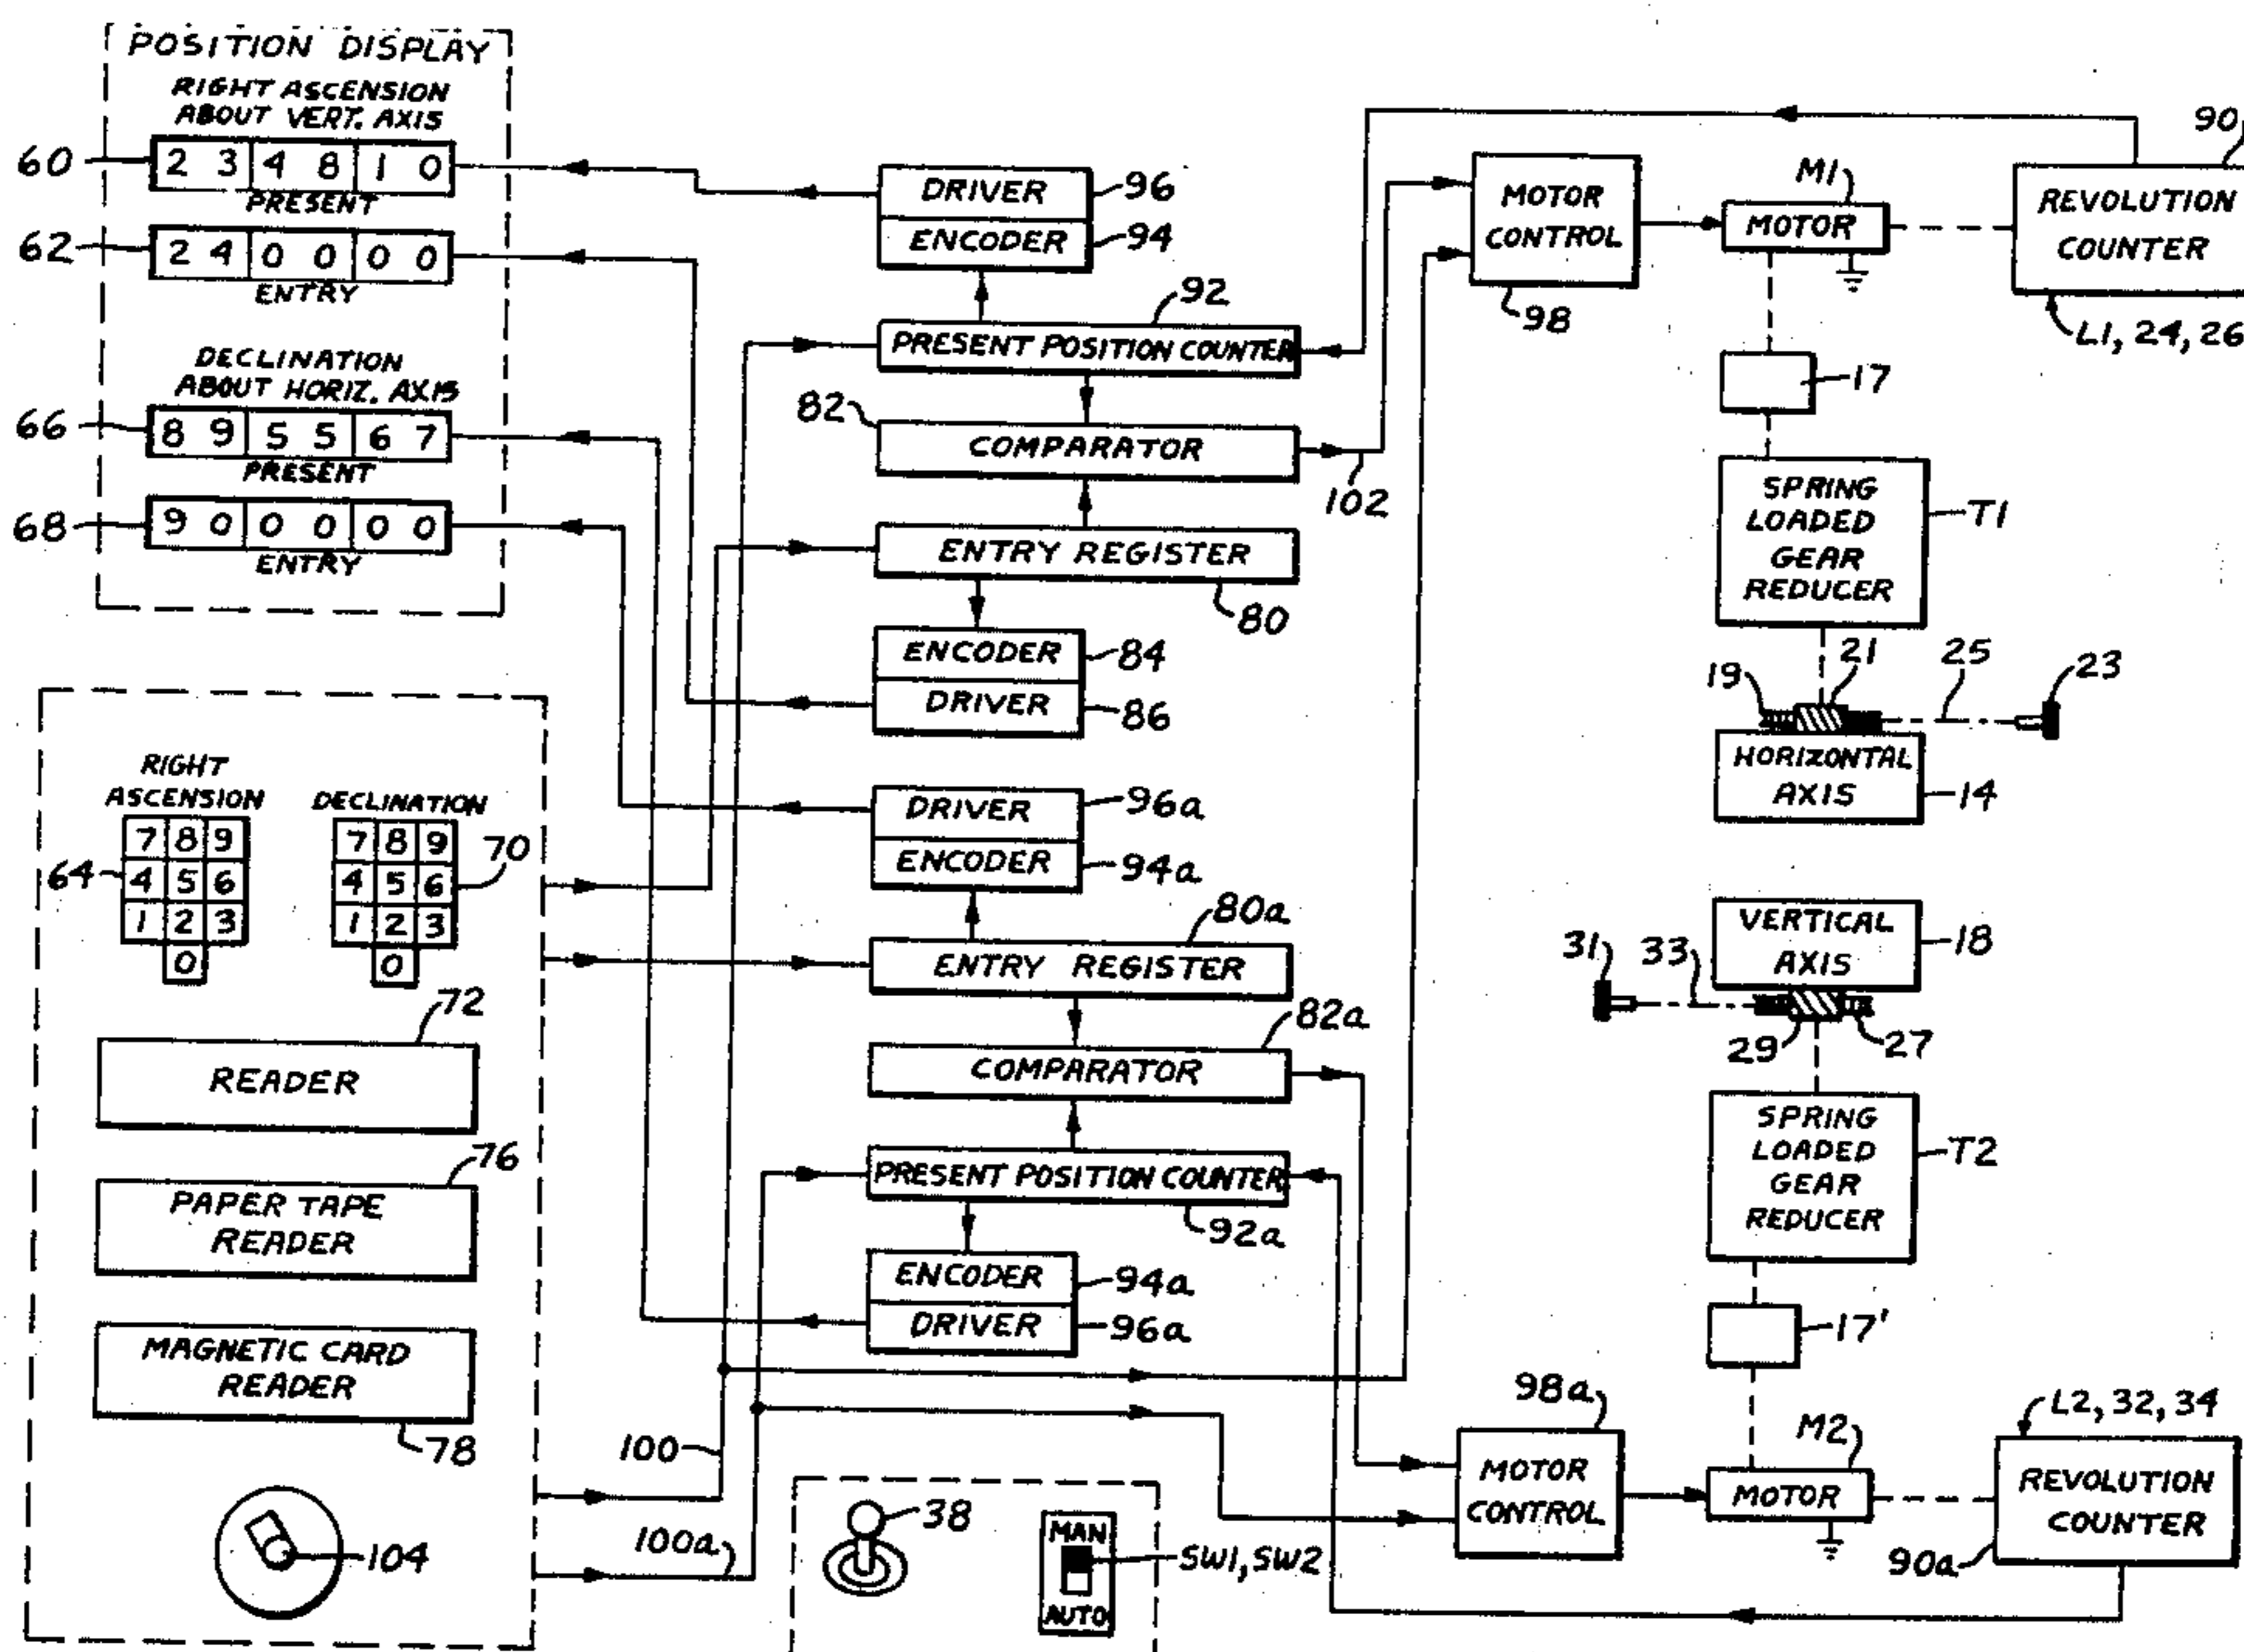 POSITION DISPLAY
RIGHT ASCENSION
ABOUT VERT. AXIS
60
2 3 4 8 1 0
PRESENT
62
2 4 0 0 0 0
ENTRY
DECLINATION
ABOUT HORIZ. AXIS
66
8 9 5 5 6 7
PRESENT
68
9 0 0 0 0 0
ENTRY
RIGHT
ASCENSION
7 8 9
64
4 5 6
1 2 3
0
DECLINATION
7 8 9
70
4 5 6
1 2 3
0
72
READER
76
PAPER TAPE
READER
MAGNETIC CARD
READER
78
104
100
100a
DRIVER
96
ENCODER
94
92
PRESENT POSITION COUNTER
82
COMPARATOR
102
ENTRY REGISTER
80
ENCODER
84
DRIVER
86
DRIVER
96a
ENCODER
94a
80a
ENTRY REGISTER
82a
COMPARATOR
PRESENT POSITION COUNTER
92a
ENCODER
94a
DRIVER
96a
38
MAN
SW1, SW2
AUTO
MOTOR
CONTROL
98
M1
MOTOR
90
REVOLUTION
COUNTER
L1, 24, 26
17
SPRING
LOADED
GEAR
REDUCER
T1
19
21
25
23
HORIZONTAL
AXIS
14
VERTICAL
AXIS
18
31
33
29
27
SPRING
LOADED
GEAR
REDUCER
T2
17'
98a
MOTOR
CONTROL
M2
MOTOR
L2, 32, 34
REVOLUTION
COUNTER
90a